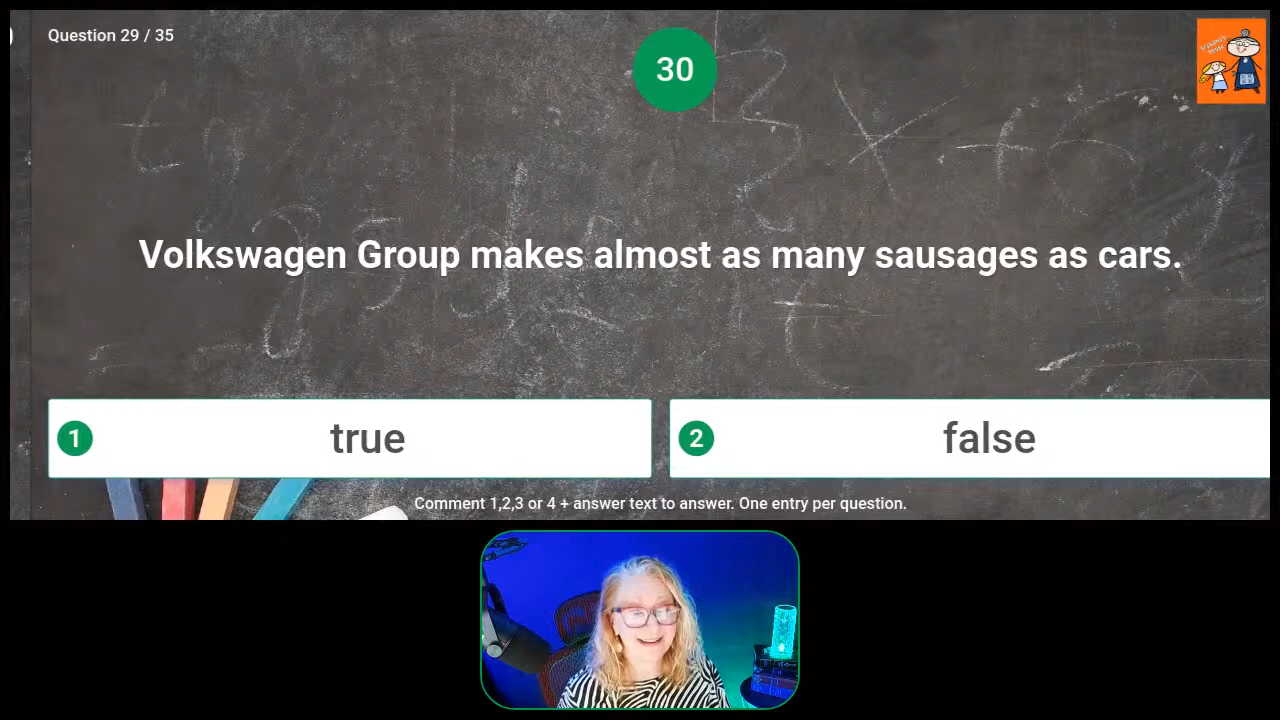 Question 29 / 35
30
Volkswagen Group makes almost as many sausages as cars.
1 true
2 false
Comment 1,2,3 or 4 + answer text to answer. One entry per question.